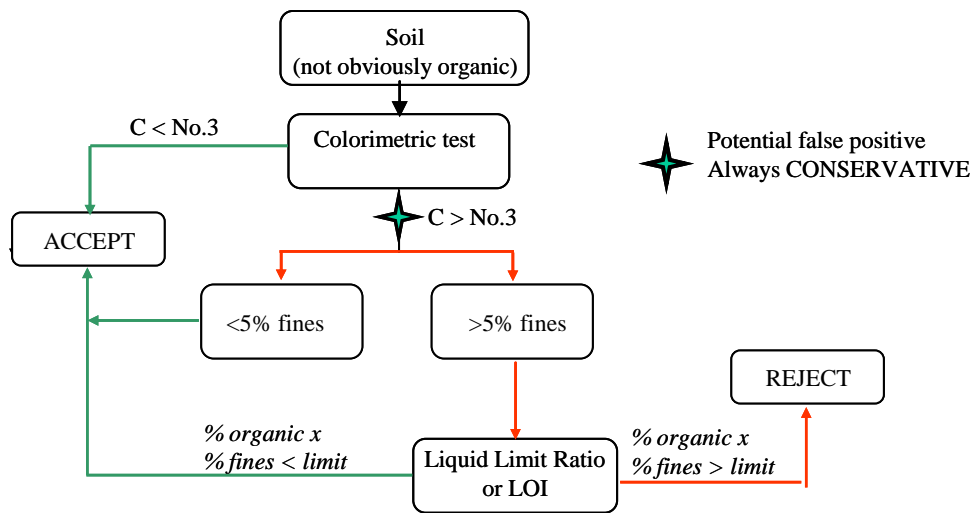 Soil
(not obviously organic)
C < No.3
Colorimetric test
Potential false positive
Always CONSERVATIVE
C > No.3
ACCEPT
<5% fines
>5% fines
REJECT
% organic x
% fines < limit
Liquid Limit Ratio
or LOI
% organic x
% fines > limit